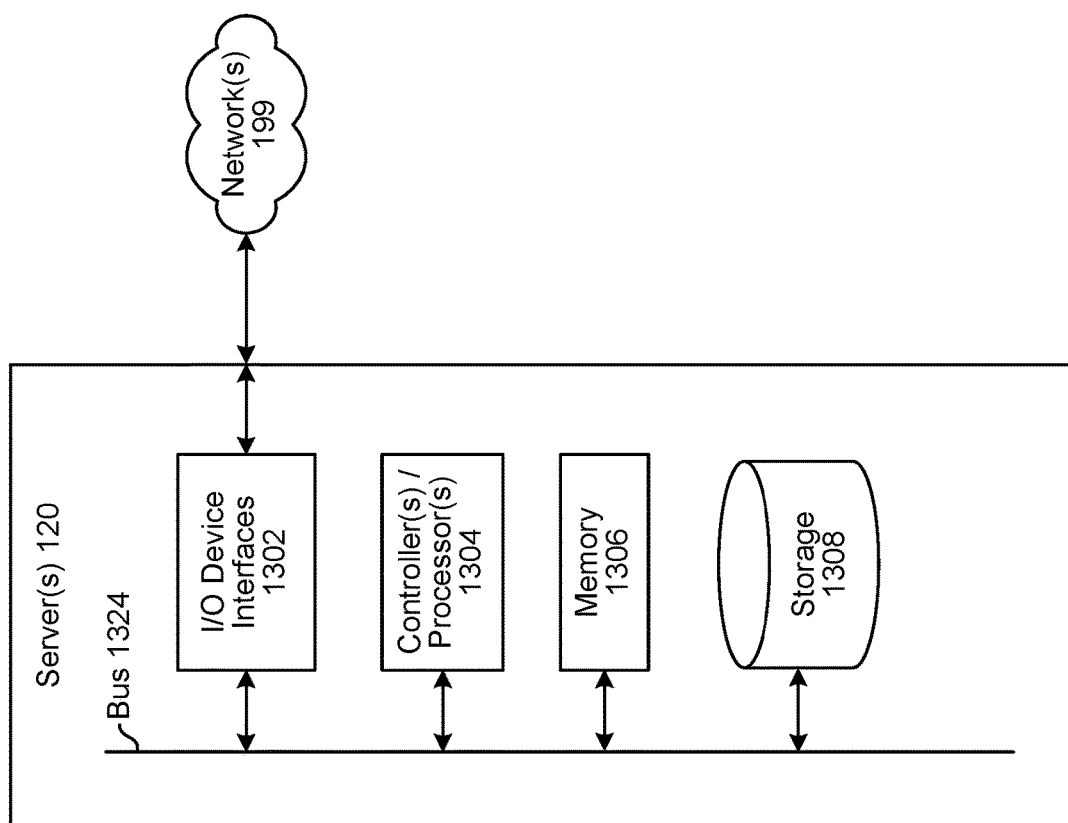 Server(s) 120
Bus 1324
I/O Device
Interfaces
1302
Controller(s) /
Processor(s)
1304
Memory
1306
Storage
1308
Network(s)
199